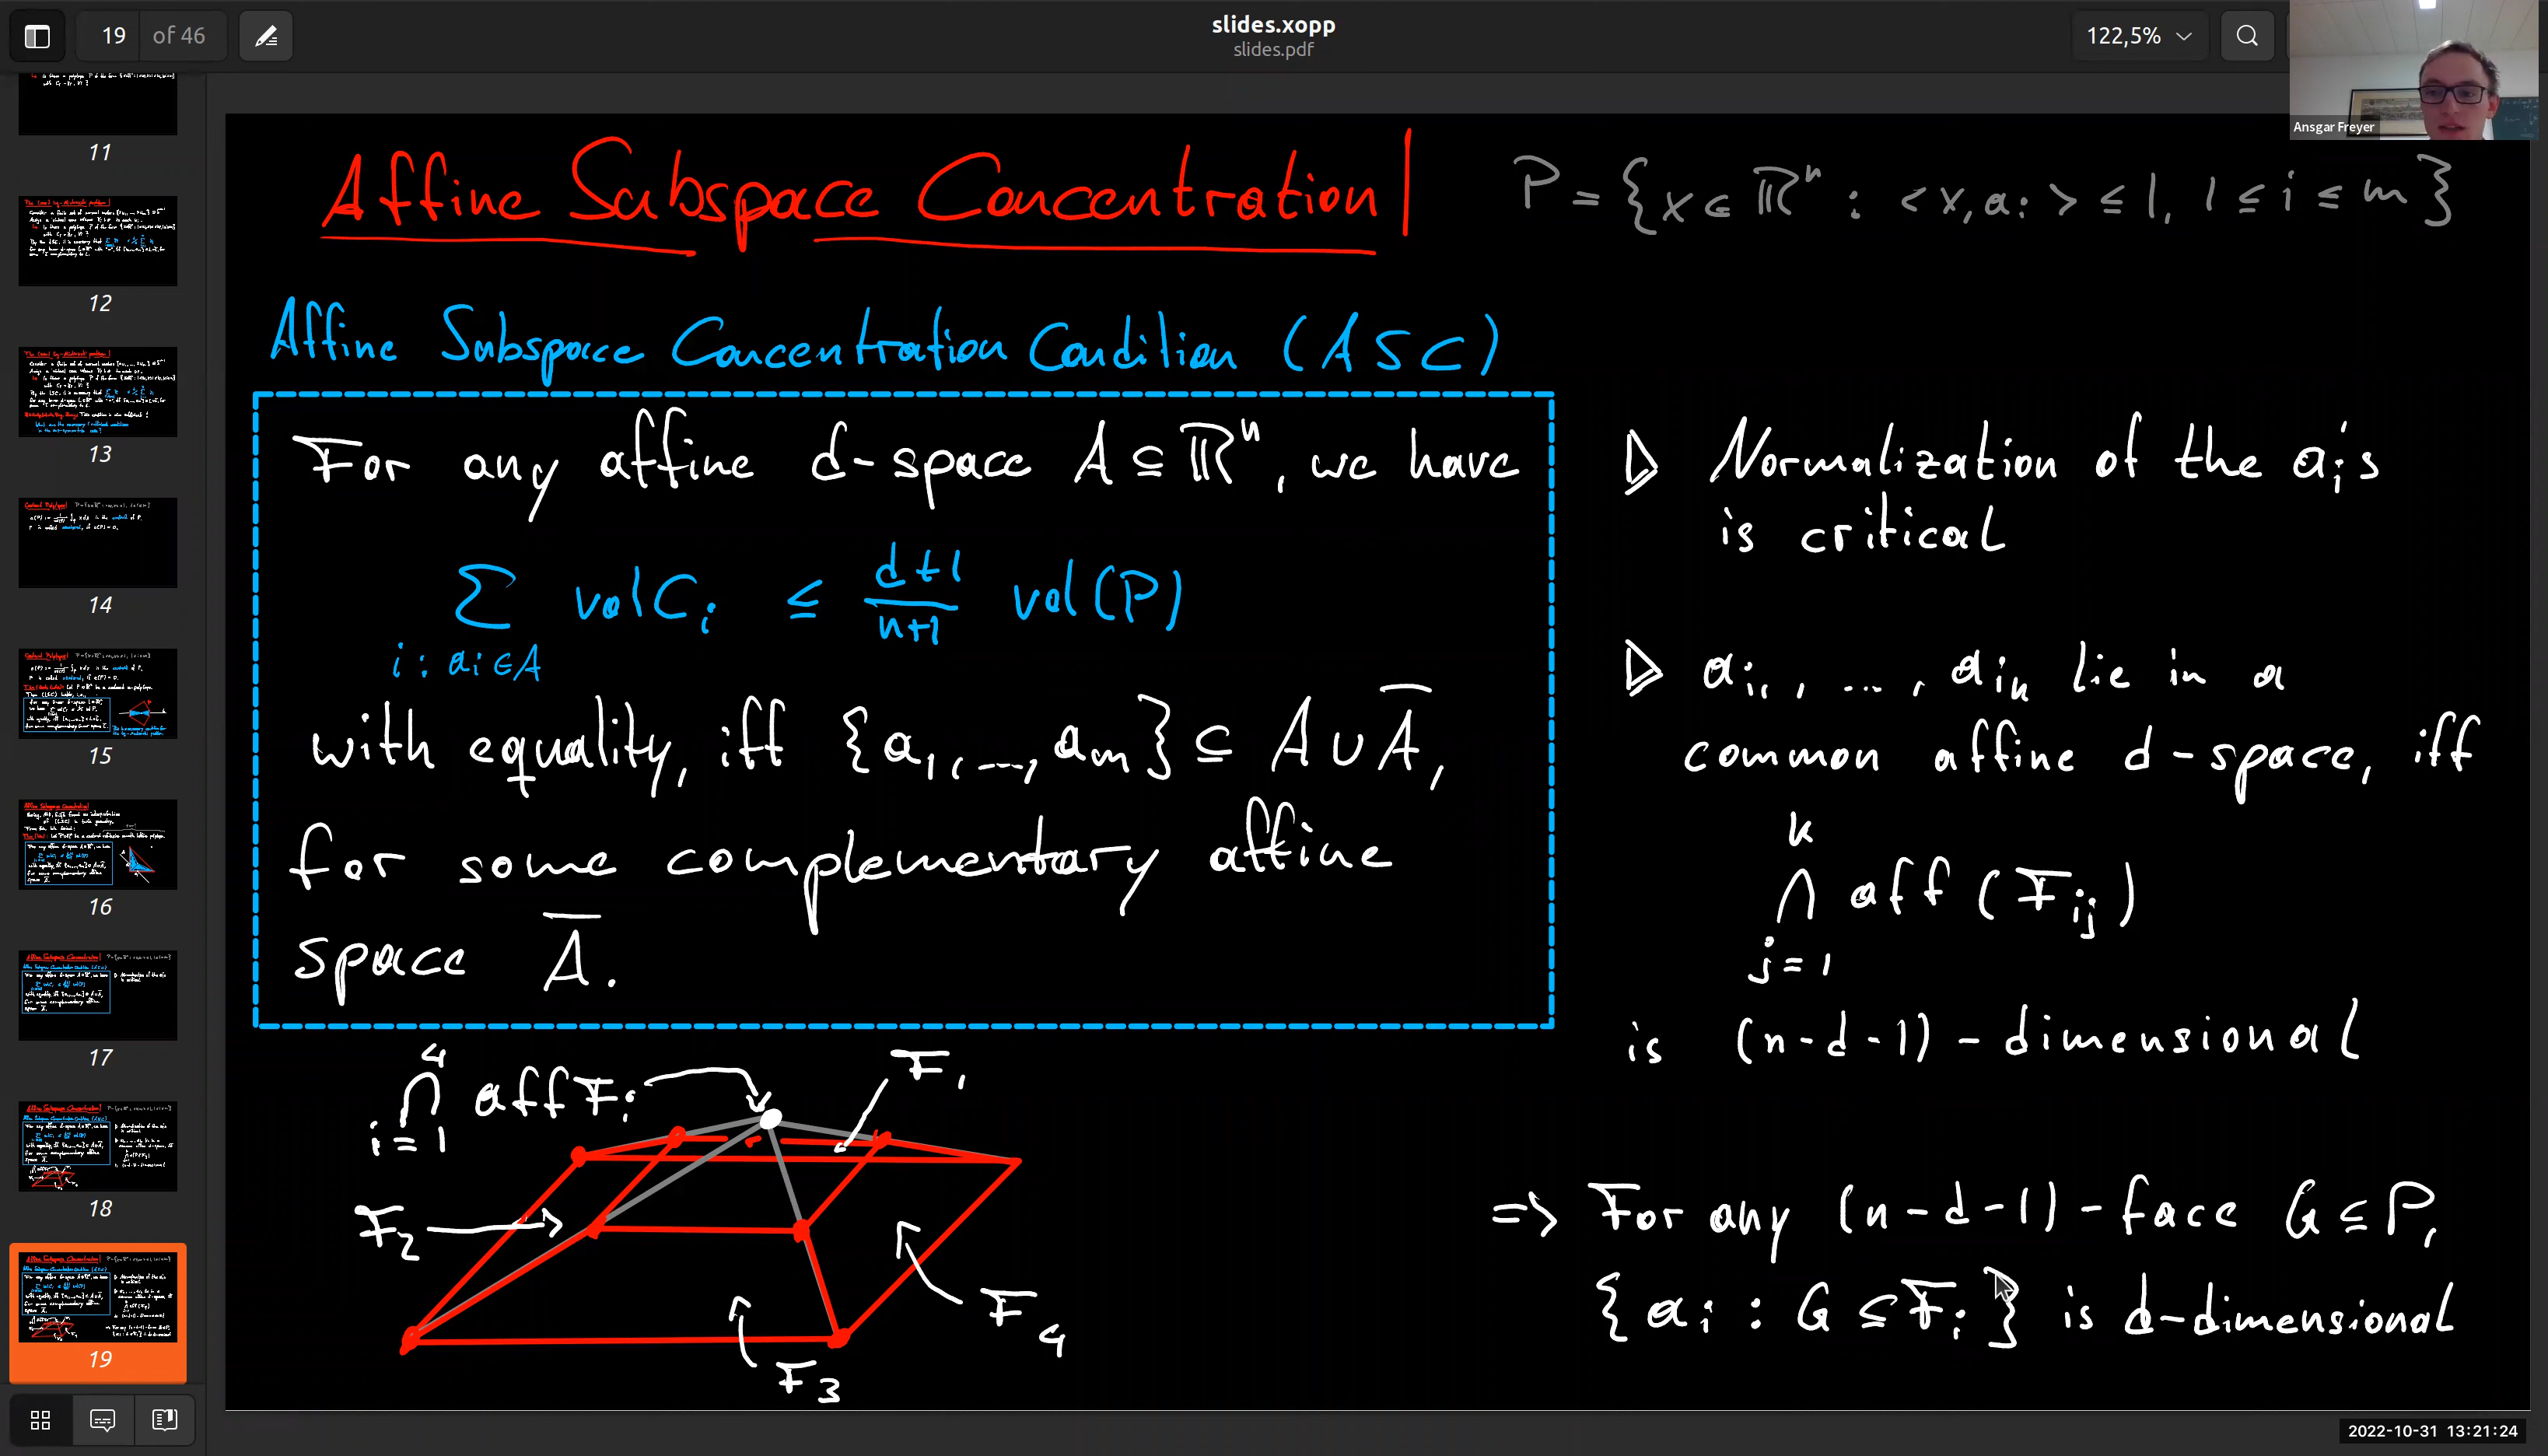 19 of 46
slides.xopp
slides.pdf
122,5%
Ansgar Freyer
11
12
13
14
15
16
17
18
19
Affine Subspace Concentration
P = {x ∈ ℝⁿ : <x, aᵢ> ≤ 1, 1 ≤ i ≤ m}
Affine Subspace Concentration Condition (ASC)
For any affine d-space A ⊆ ℝⁿ, we have
∑ vol Cᵢ ≤ d+1/n+1 vol(P)
i : aᵢ ∈ A
with equality, iff {a₁, ..., aₘ} ⊆ A ∪ A̅,
for some complementary affine
space A̅.
▷ Normalization of the aᵢ's
is critical
▷ aᵢ₁, ..., aᵢₖ lie in a
common affine d-space, iff
k
⋂ aff(Fᵢⱼ)
j=1
is (n-d-1)-dimensional
=> For any (n-d-1)-face G ⊆ P,
{aᵢ : G ⊆ Fᵢ} is d-dimensional
4
⋂ aff Fᵢ
i=1
F₁
F₂
F₃
F₄
2022-10-31 13:21:24